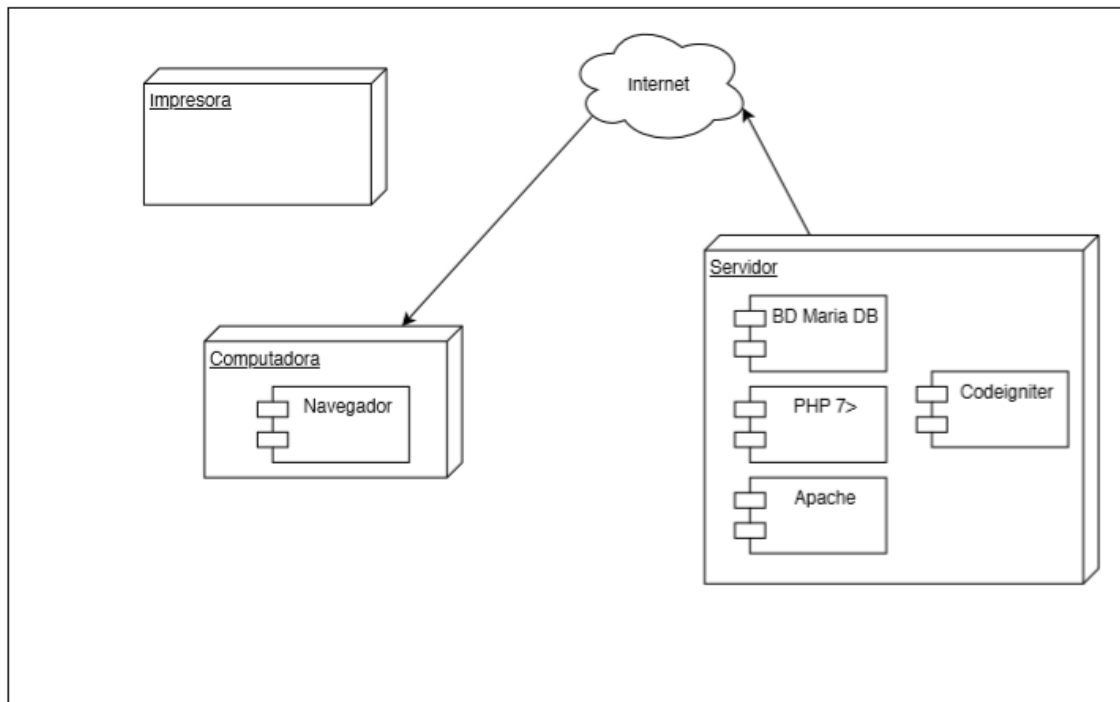 Internet
Impresora
Servidor
BD Maria DB
Computadora
Navegador
PHP 7>
Codeigniter
Apache